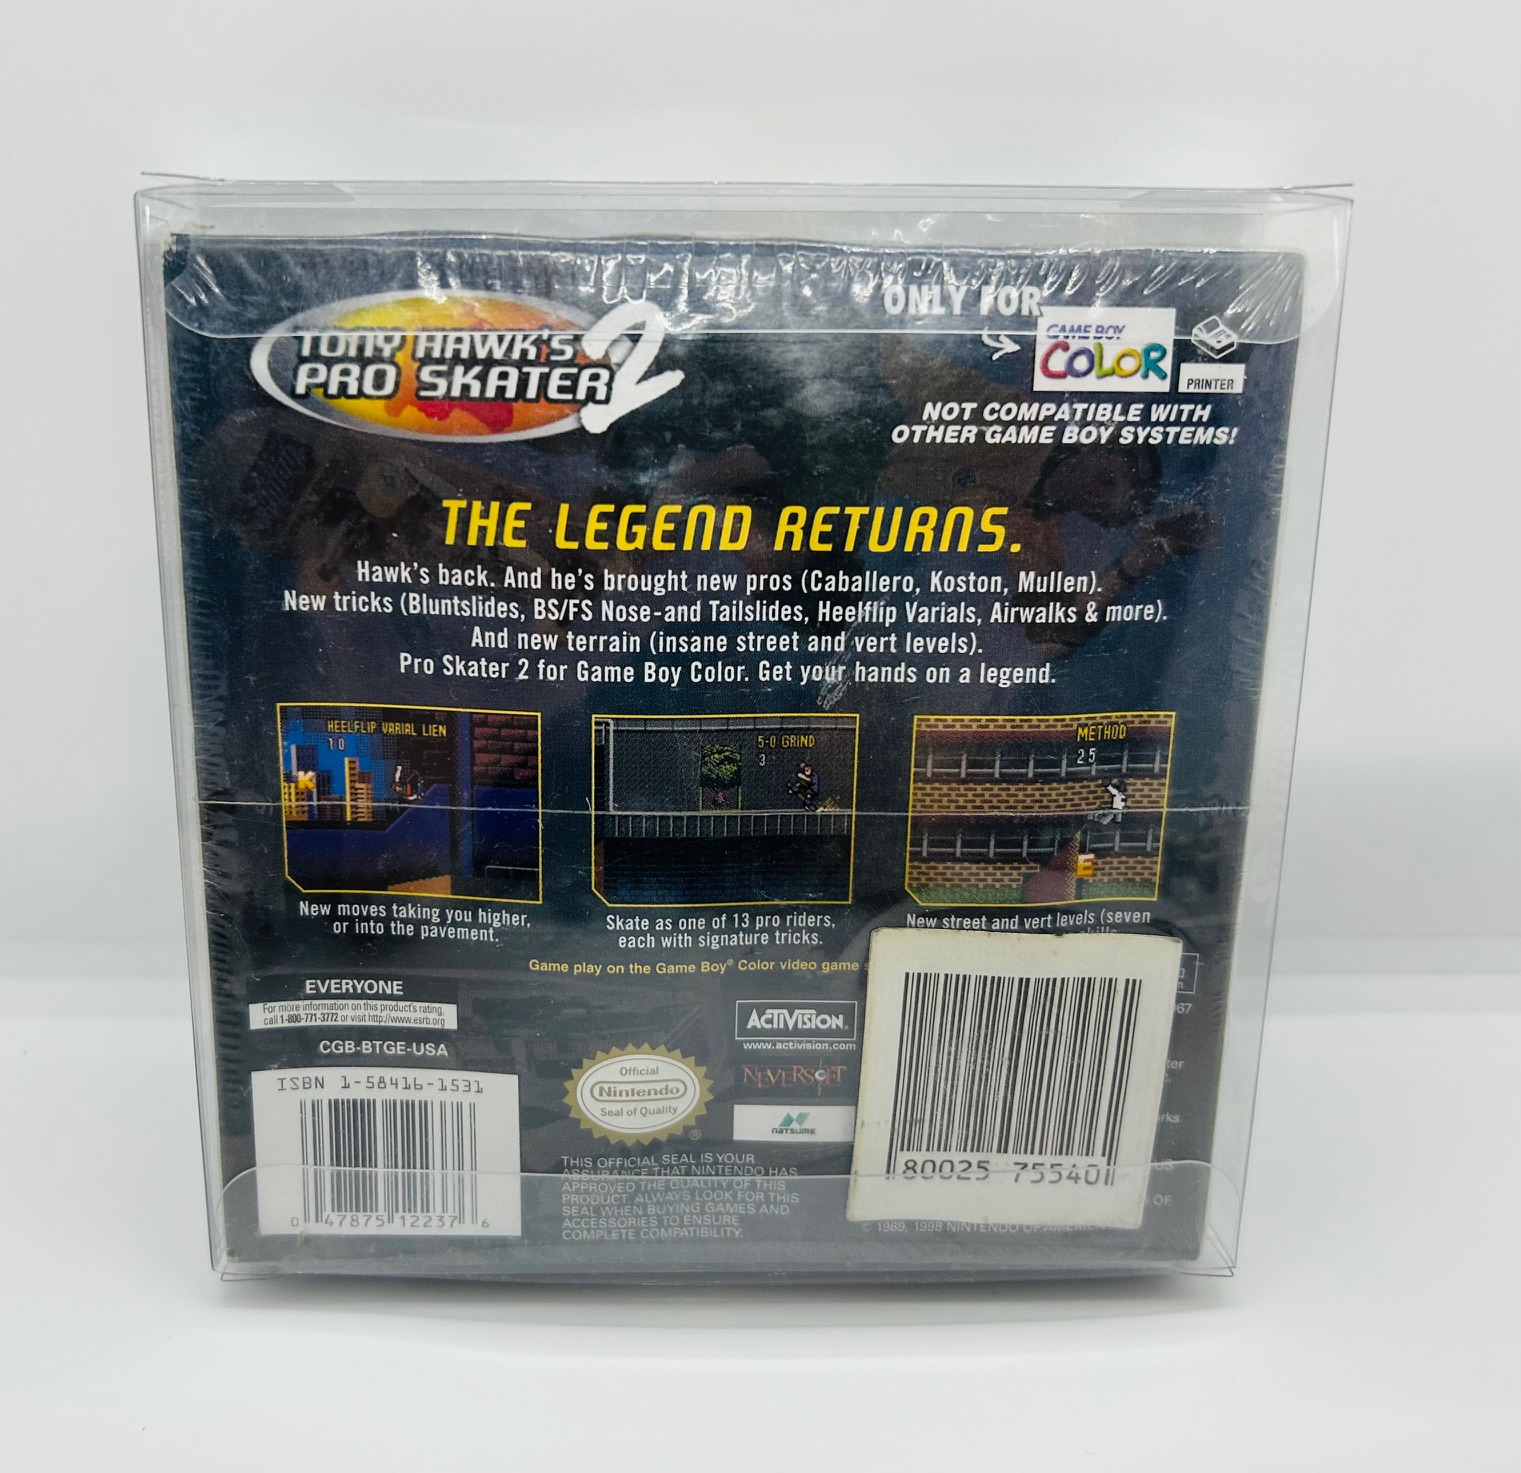 TONY HAWK'S
PRO SKATER 2
ONLY FOR
GAME BOY
COLOR
PRINTER
NOT COMPATIBLE WITH
OTHER GAME BOY SYSTEMS!
THE LEGEND RETURNS.
Hawk's back. And he's brought new pros (Caballero, Koston, Mullen).
New tricks (Bluntslides, BS/FS Nose-and Tailslides, Heelflip Varials, Airwalks & more).
And new terrain (insane street and vert levels).
Pro Skater 2 for Game Boy Color. Get your hands on a legend.
HEELFLIP VARIAL LIEN
10
5-0 GRIND
3
METHOD
25
New moves taking you higher,
or into the pavement.
Skate as one of 13 pro riders,
each with signature tricks.
New street and vert levels (seven
Game play on the Game Boy® Color video game
EVERYONE
For more information on this product's rating,
call 1-800-771-3772 or visit http://www.esrb.org
CGB-BTGE-USA
ISBN 1-58416-1531
0 47875 12237 6
Official
Nintendo
Seal of Quality
®
THIS OFFICIAL SEAL IS YOUR
ASSURANCE THAT NINTENDO HAS
APPROVED THE QUALITY OF THIS
PRODUCT. ALWAYS LOOK FOR THIS
SEAL WHEN BUYING GAMES AND
ACCESSORIES TO ENSURE
COMPLETE COMPATIBILITY.
ACTIVISION®
www.activision.com
NEVERSOFT
NATSUME
80025 75540
67
OF
© 1989, 1998 NINTENDO OF AMERICA